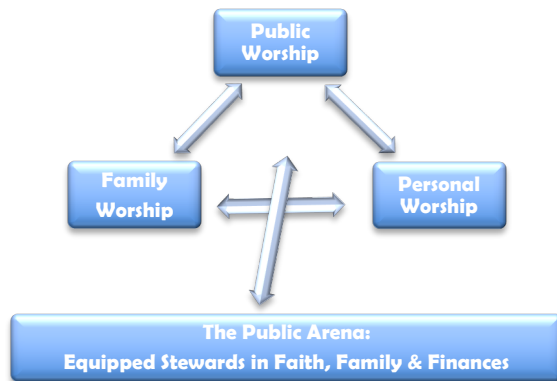 Public
Worship
Family
Worship
Personal
Worship
The Public Arena:
Equipped Stewards in Faith, Family & Finances